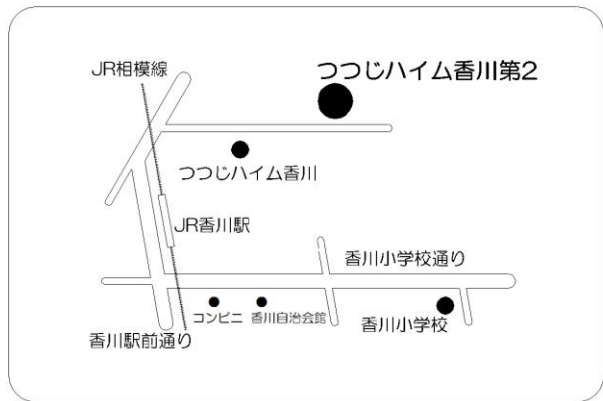 つつじハイム香川第2
JR相模線
つつじハイム香川
JR香川駅
香川小学校通り
コンビニ
香川自治会館
香川小学校
香川駅前通り